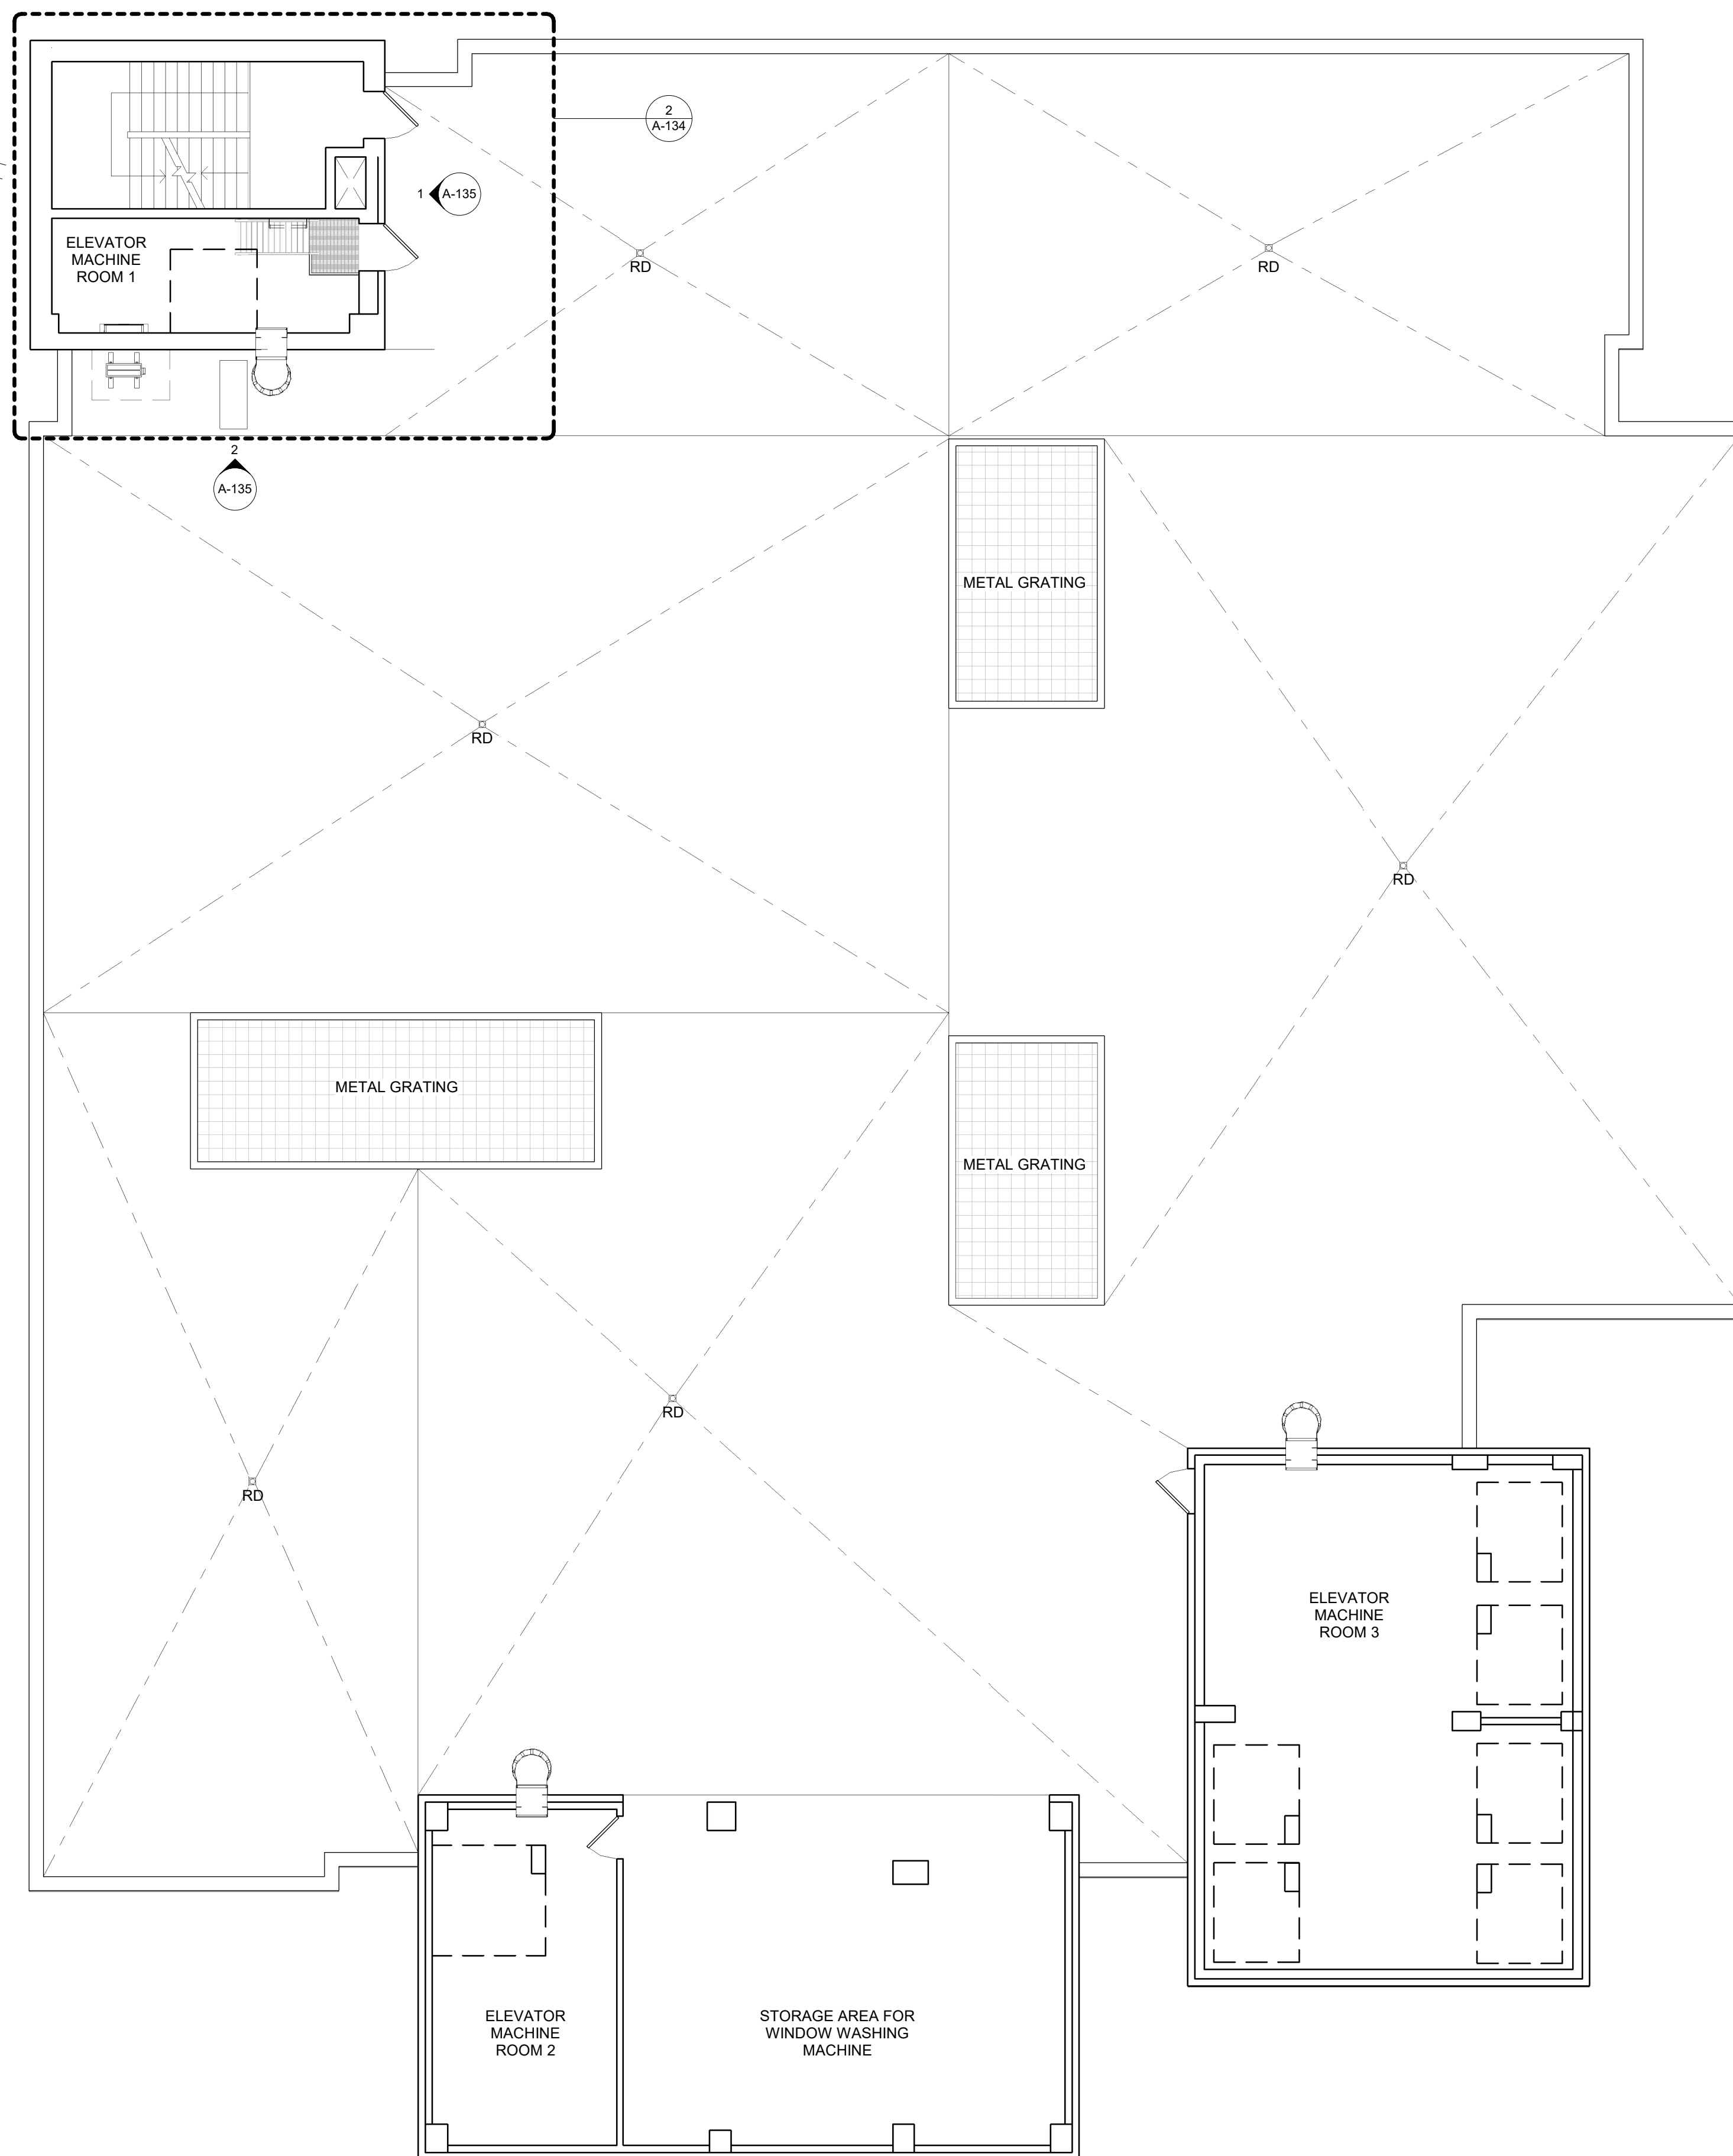 2
A-134
1 A-135
ELEVATOR
MACHINE
ROOM 1
RD
RD
2
A-135
METAL GRATING
RD
RD
METAL GRATING
METAL GRATING
RD
RD
ELEVATOR
MACHINE
ROOM 3
ELEVATOR
MACHINE
ROOM 2
STORAGE AREA FOR
WINDOW WASHING
MACHINE